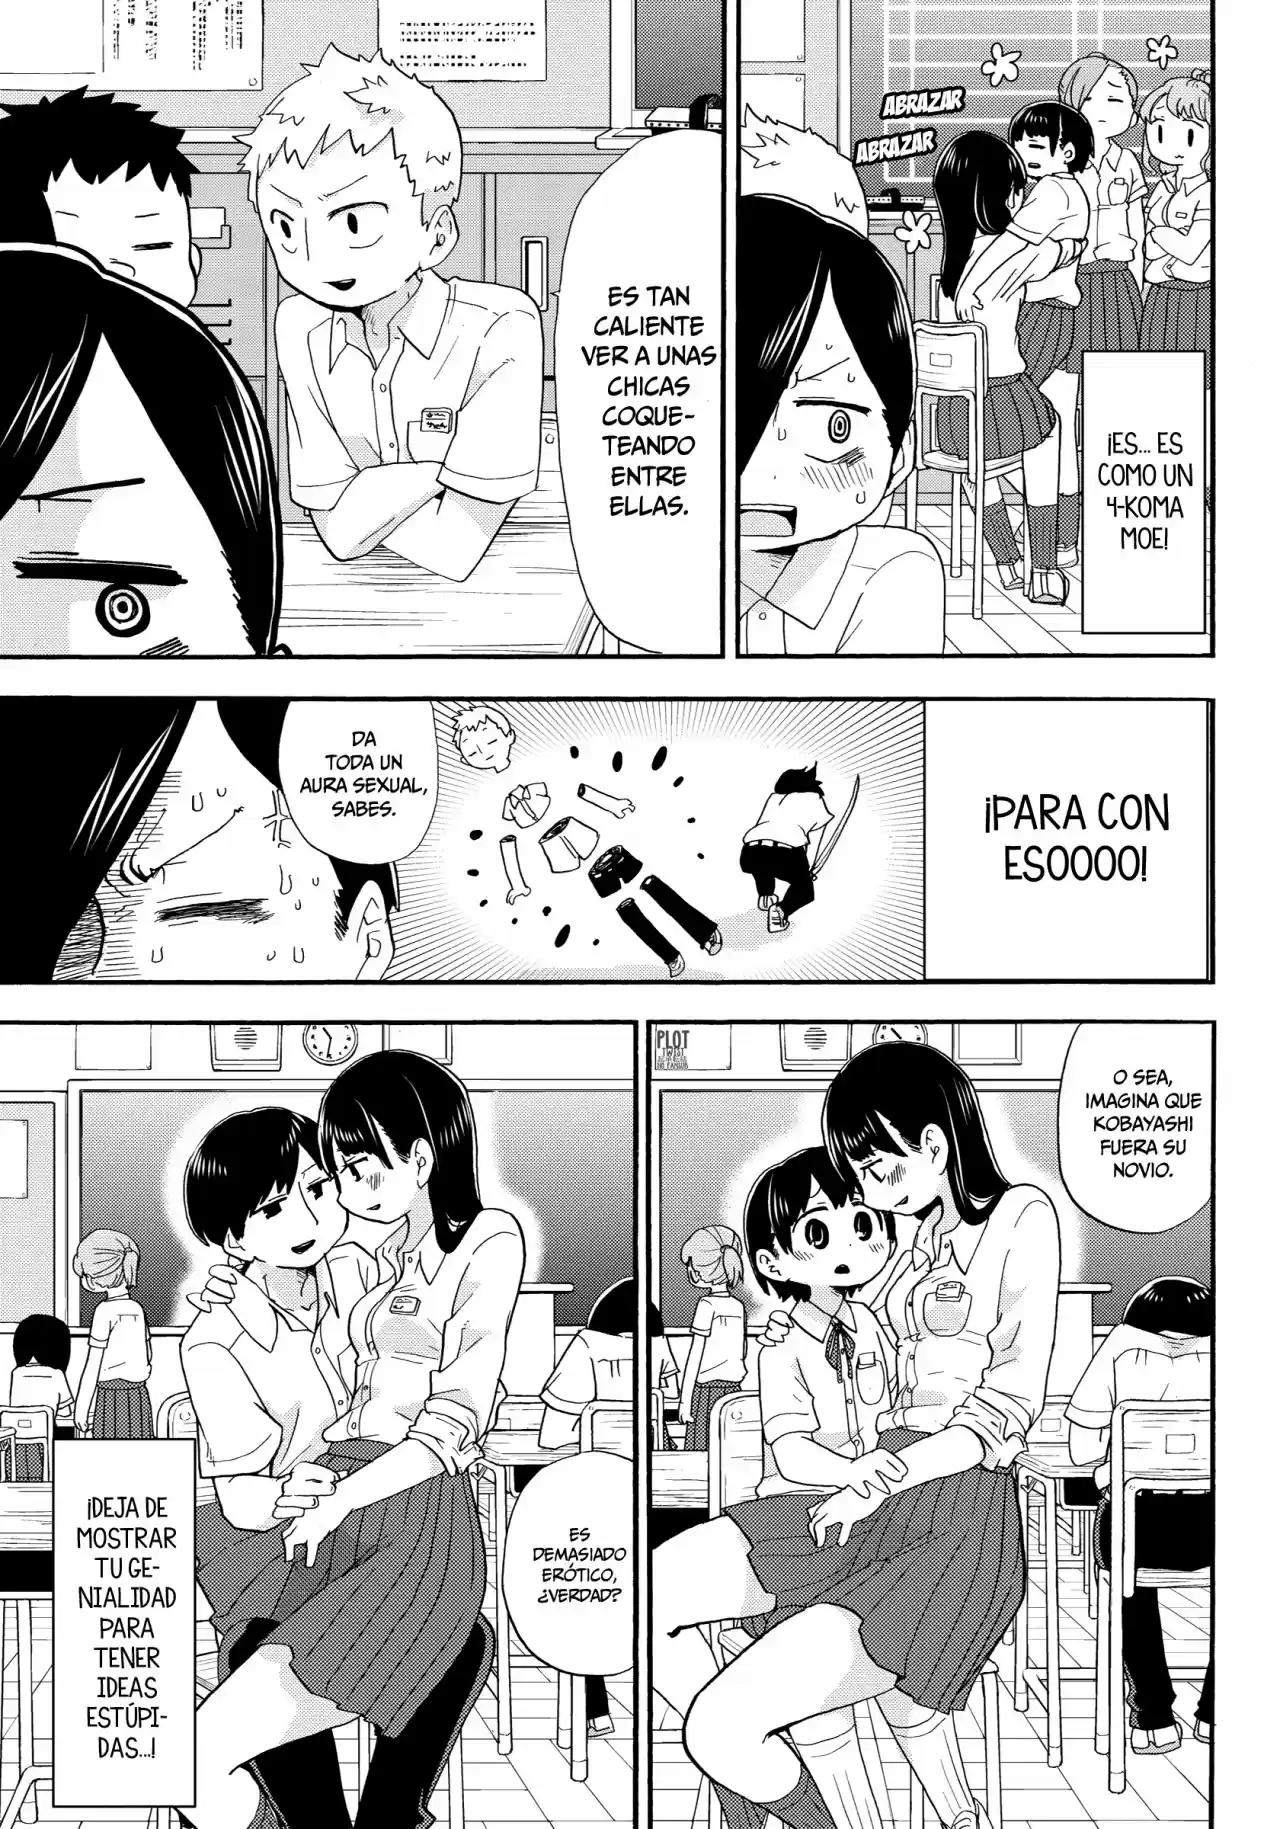 ABRAZAR
ABRAZAR
¡ES... ES
COMO UN
4-KOMA
MOE!
ES TAN
CALIENTE
VER A UNAS
CHICAS
COQUE-
TEANDO
ENTRE
ELLAS.
¡PARA CON
ESOOOO!
DA
TODA UN
AURA SEXUAL,
SABES.
O SEA,
IMAGINA QUE
KOBAYASHI
FUERA SU
NOVIO.
PLOT
TWIST
NO FANSUB
ES
DEMASIADO
ERÓTICO,
¿VERDAD?
¡DEJA DE
MOSTRAR
TU GE-
NIALIDAD
PARA
TENER
IDEAS
ESTÚPI-
DAS...!